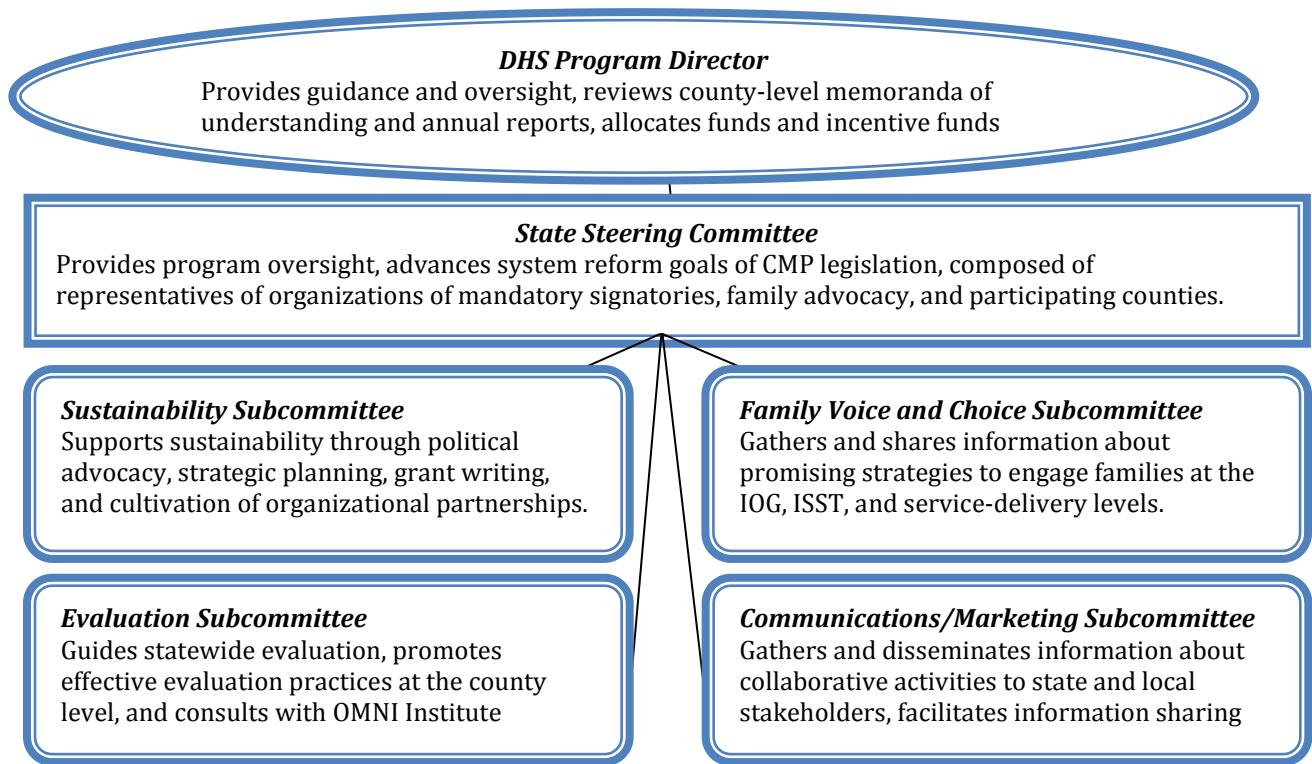 DHS Program Director
Provides guidance and oversight, reviews county-level memoranda of
understanding and annual reports, allocates funds and incentive funds
State Steering Committee
Provides program oversight, advances system reform goals of CMP legislation, composed of
representatives of organizations of mandatory signatories, family advocacy, and participating counties.
Sustainability Subcommittee
Supports sustainability through political
advocacy, strategic planning, grant writing,
and cultivation of organizational partnerships.
Family Voice and Choice Subcommittee
Gathers and shares information about
promising strategies to engage families at the
IOG, ISST, and service-delivery levels.
Evaluation Subcommittee
Guides statewide evaluation, promotes
effective evaluation practices at the county
level, and consults with OMNI Institute
Communications/Marketing Subcommittee
Gathers and disseminates information about
collaborative activities to state and local
stakeholders, facilitates information sharing